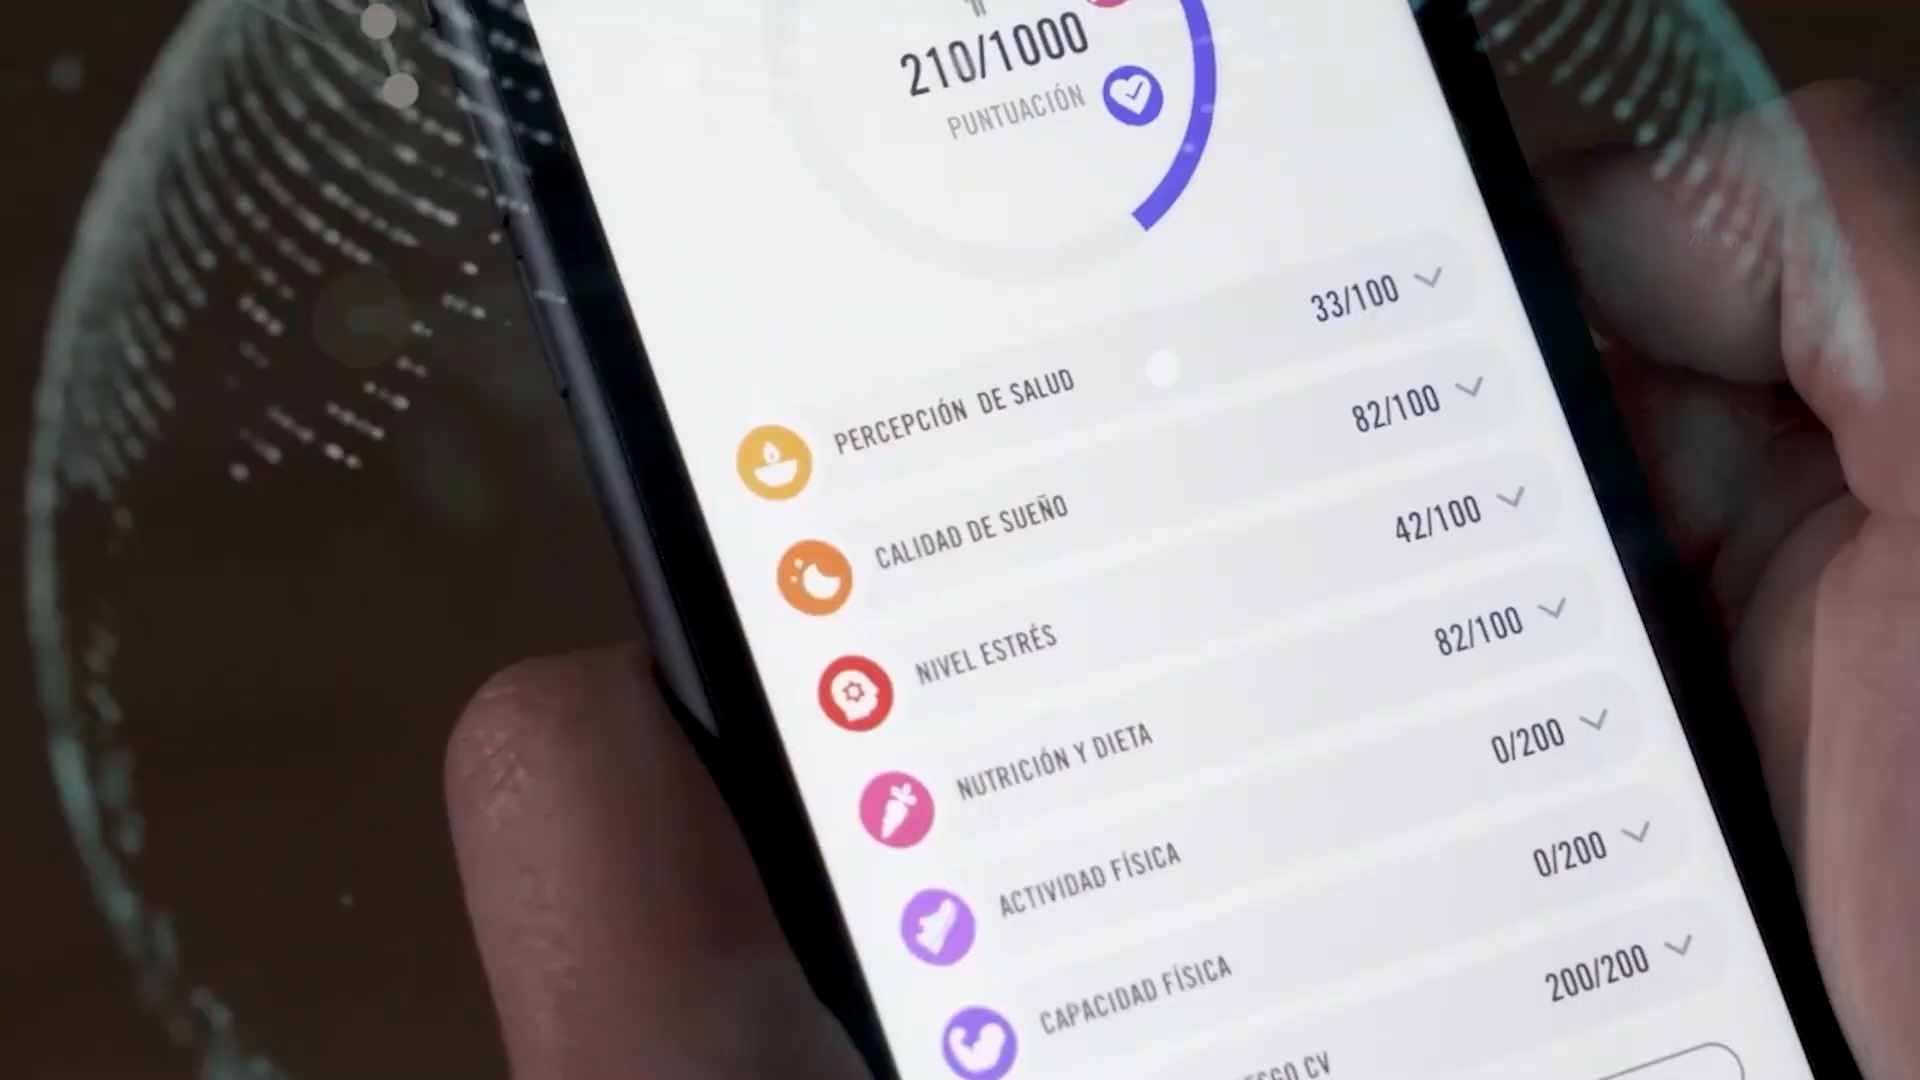 210/1000
PUNTUACIÓN
PERCEPCIÓN DE SALUD 33/100
CALIDAD DE SUEÑO 82/100
NIVEL ESTRÉS 42/100
NUTRICIÓN Y DIETA 82/100
ACTIVIDAD FÍSICA 0/200
CAPACIDAD FÍSICA 0/200
CV 200/200